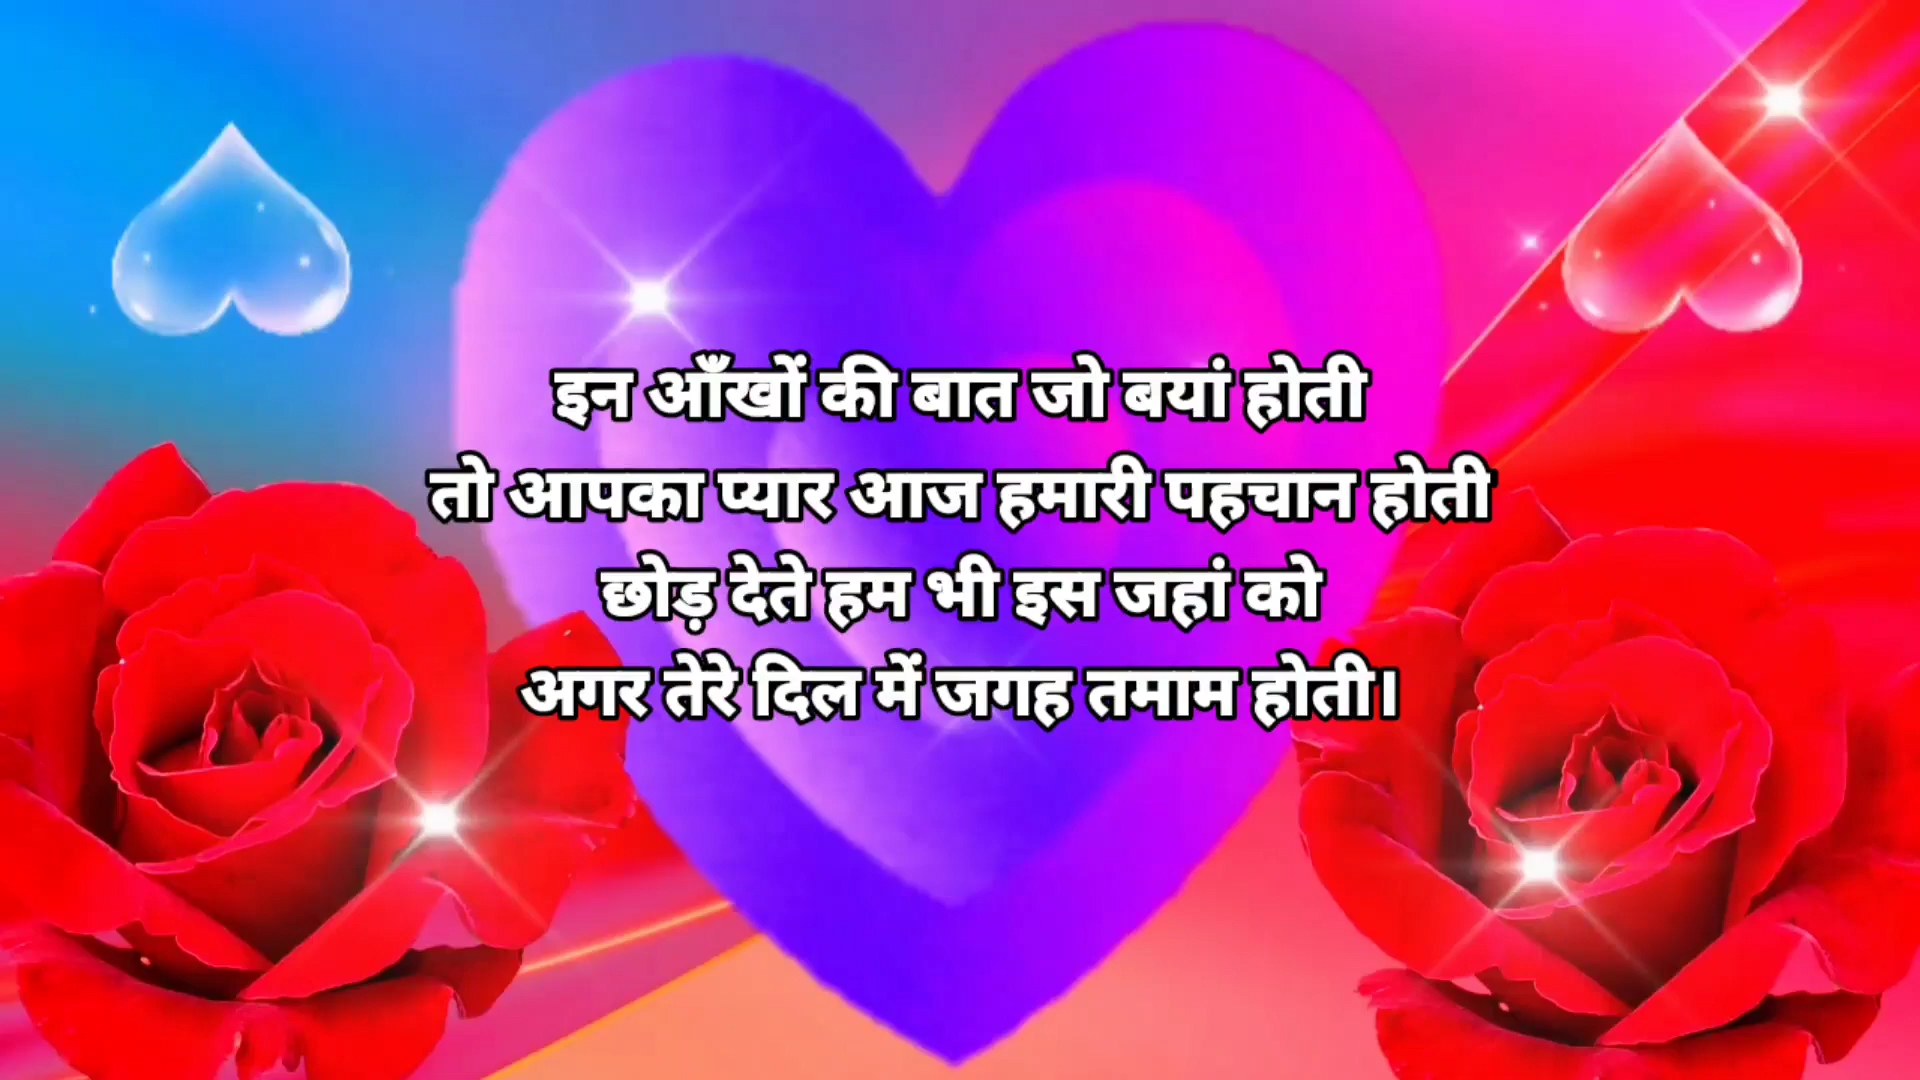 इन आँखों की बात जो बयां होती
तो आपका प्यार आज हमारी पहचान होती
छोड़ देते हम भी इस जहां को
अगर तेरे दिल में जगह तमाम होती।